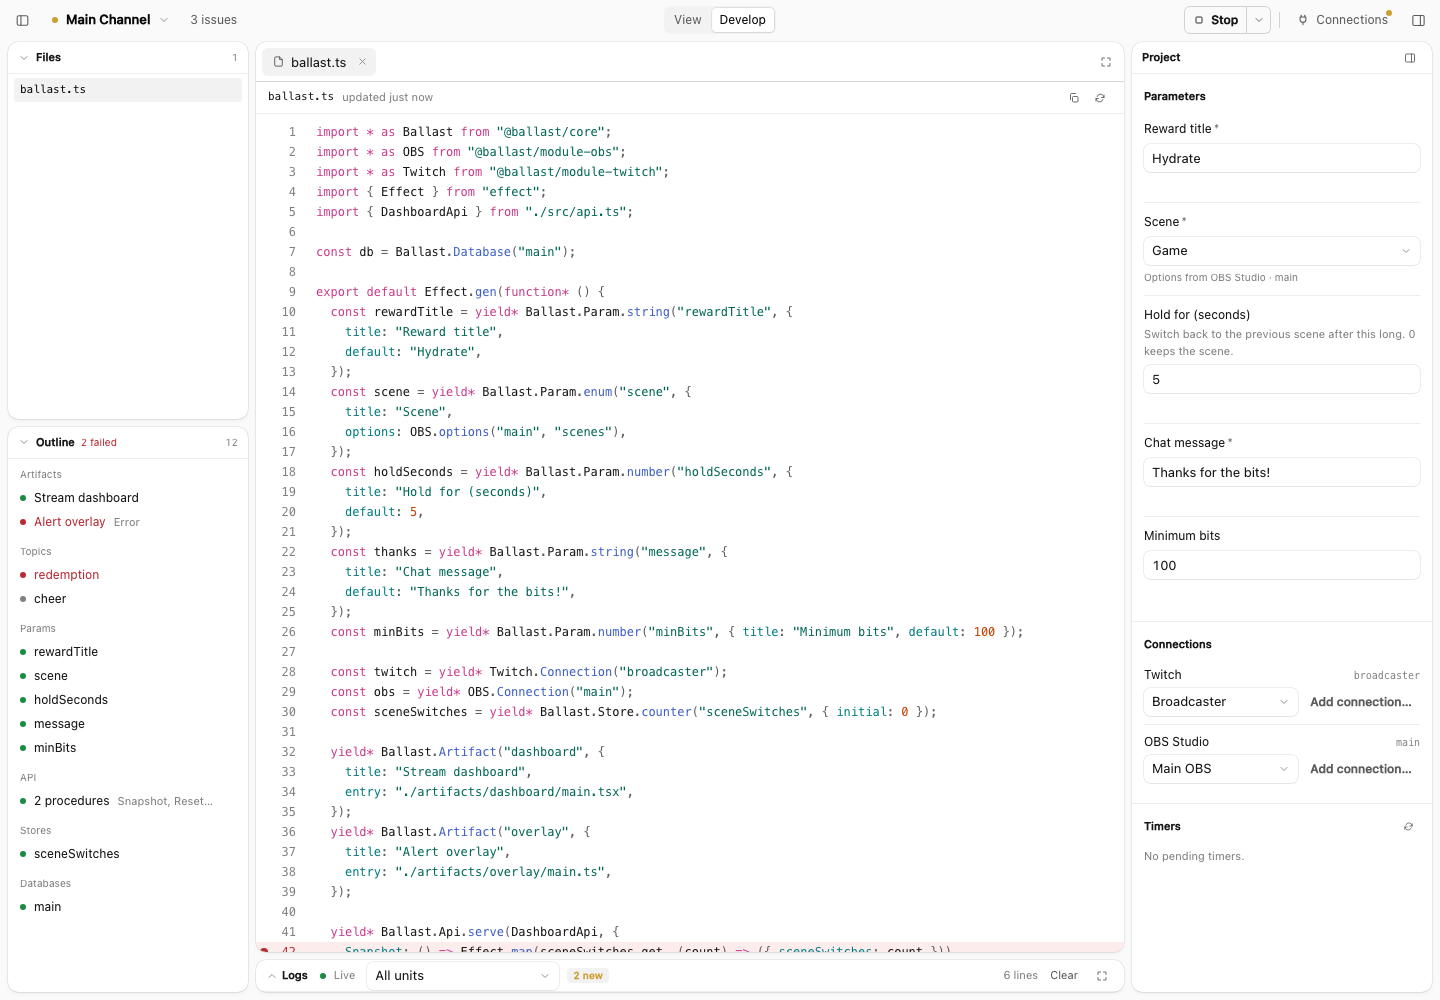 Main Channel
3 issues
View
Develop
Stop
Connections
Files
1
ballast.ts
Outline 2 failed
12
Artifacts
Stream dashboard
Alert overlay Error
Topics
redemption
cheer
Params
rewardTitle
scene
holdSeconds
message
minBits
API
2 procedures Snapshot, Reset...
Stores
sceneSwitches
Databases
main
ballast.ts
ballast.ts updated just now
1 import * as Ballast from "@ballast/core";
2 import * as OBS from "@ballast/module-obs";
3 import * as Twitch from "@ballast/module-twitch";
4 import { Effect } from "effect";
5 import { DashboardApi } from "./src/api.ts";
6
7 const db = Ballast.Database("main");
8
9 export default Effect.gen(function* () {
10 const rewardTitle = yield* Ballast.Param.string("rewardTitle", {
11 title: "Reward title",
12 default: "Hydrate",
13 });
14 const scene = yield* Ballast.Param.enum("scene", {
15 title: "Scene",
16 options: OBS.options("main", "scenes"),
17 });
18 const holdSeconds = yield* Ballast.Param.number("holdSeconds", {
19 title: "Hold for (seconds)",
20 default: 5,
21 });
22 const thanks = yield* Ballast.Param.string("message", {
23 title: "Chat message",
24 default: "Thanks for the bits!",
25 });
26 const minBits = yield* Ballast.Param.number("minBits", { title: "Minimum bits", default: 100 });
27
28 const twitch = yield* Twitch.Connection("broadcaster");
29 const obs = yield* OBS.Connection("main");
30 const sceneSwitches = yield* Ballast.Store.counter("sceneSwitches", { initial: 0 });
31
32 yield* Ballast.Artifact("dashboard", {
33 title: "Stream dashboard",
34 entry: "./artifacts/dashboard/main.tsx",
35 });
36 yield* Ballast.Artifact("overlay", {
37 title: "Alert overlay",
38 entry: "./artifacts/overlay/main.ts",
39 });
40
41 yield* Ballast.Api.serve(DashboardApi, {
42 Snapshot: () => Effect.map(sceneSwitches.get, (count) => ({ sceneSwitches: count })),
Logs
Live
All units
2 new
6 lines
Clear
Project
Parameters
Reward title *
Hydrate
Scene *
Game
Options from OBS Studio · main
Hold for (seconds)
Switch back to the previous scene after this long. 0
keeps the scene.
5
Chat message *
Thanks for the bits!
Minimum bits
100
Connections
Twitch broadcaster
Broadcaster
Add connection...
OBS Studio main
Main OBS
Add connection...
Timers
No pending timers.